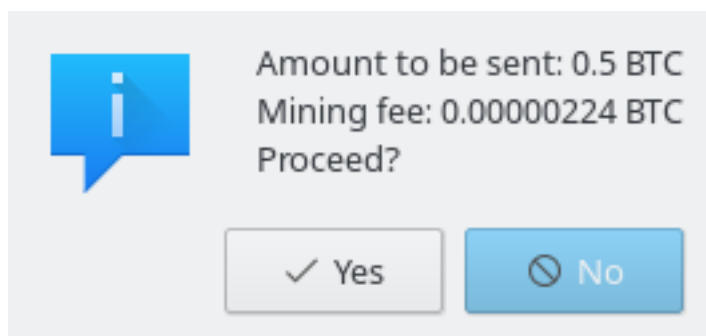 Amount to be sent: 0.5 BTC
Mining fee: 0.00000224 BTC
Proceed?
Yes
No